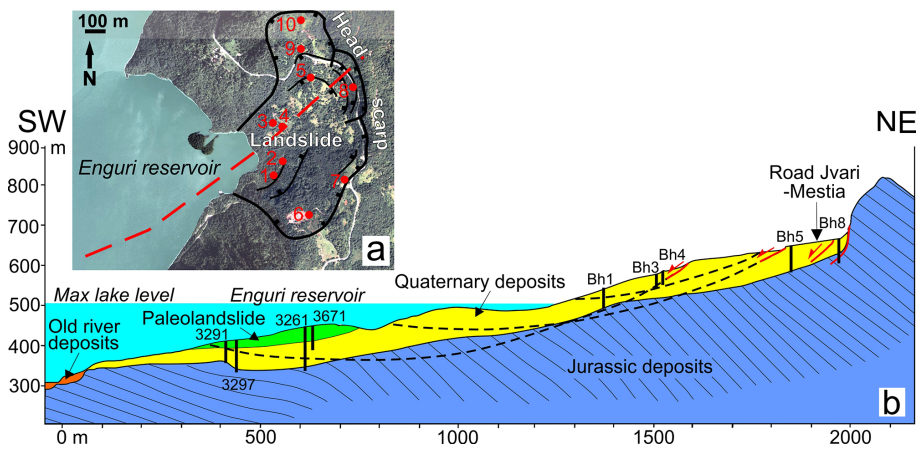 100 m
N
10
9
Head
5
8
scarp
3 4
Landslide
2
1
7
6
Enguri reservoir
a
SW
NE
900 m
800
700
600
500
400
300
Road Jvari
-Mestia
Bh8
Bh5
Bh4
Bh3
Bh1
Quaternary deposits
Max lake level
Enguri reservoir
Old river
deposits
Paleolandslide
3291
3261
3671
3297
Jurassic deposits
b
0 m
500
1000
1500
2000